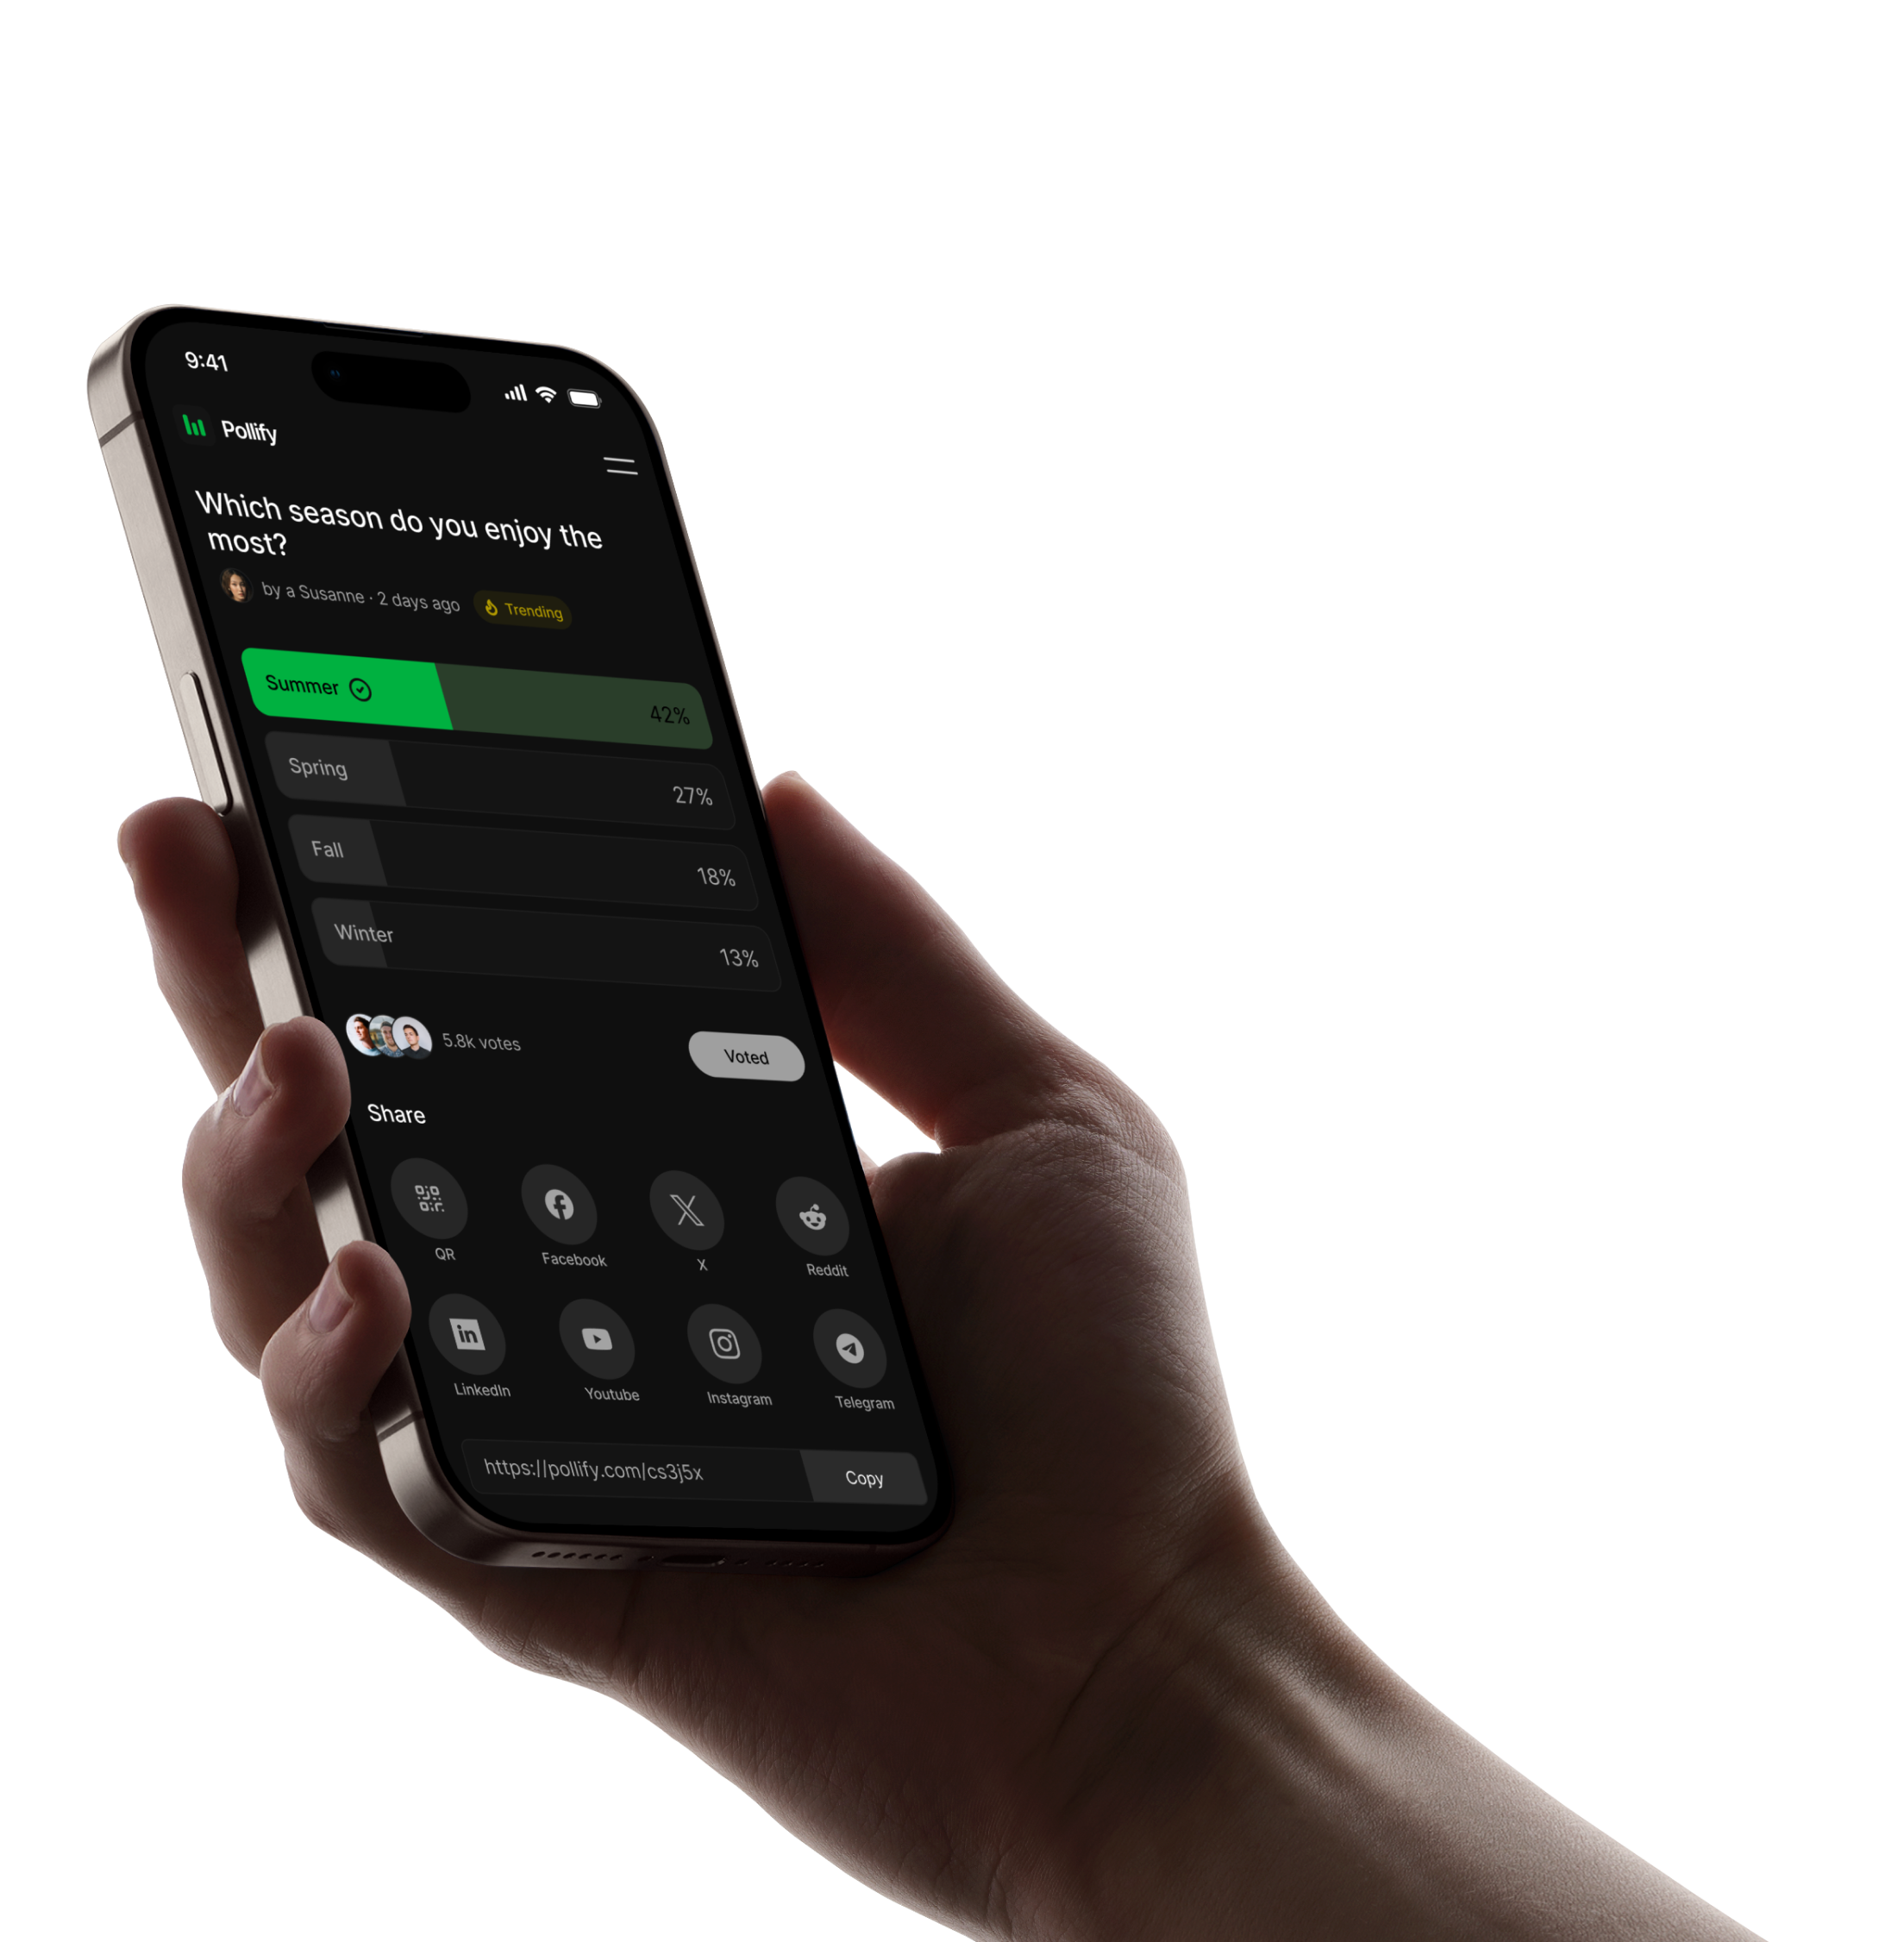 9:41
Pollify
Which season do you enjoy the
most?
by a Susanne · 2 days ago
Trending
Summer
42%
Spring
27%
Fall
18%
Winter
13%
5.8k votes
Voted
Share
QR
Facebook
X
Reddit
in
LinkedIn
Youtube
Instagram
Telegram
https://pollify.com/cs3j5x
Copy